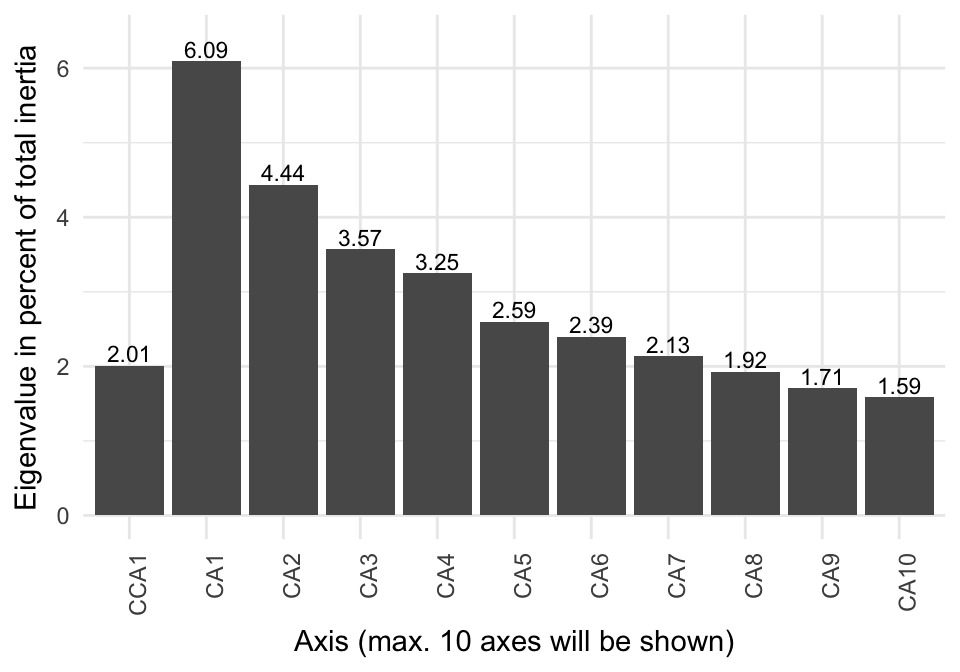 Eigenvalue in percent of total inertia
6
4
2
0
2.01
6.09
4.44
3.57
3.25
2.59
2.39
2.13
1.92
1.71
1.59
CCA1
CA1
CA2
CA3
CA4
CA5
CA6
CA7
CA8
CA9
CA10
Axis (max. 10 axes will be shown)